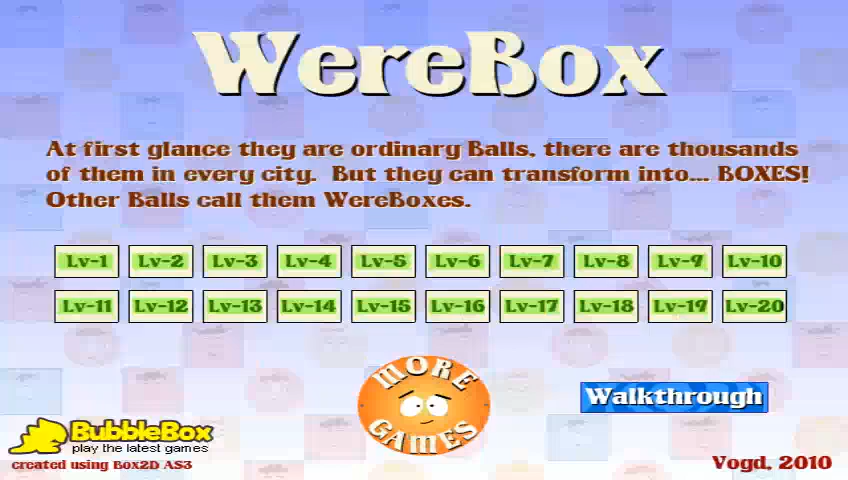 WereBox
At first glance they are ordinary Balls, there are thousands
of them in every city. But they can transform into... BOXES!
Other Balls call them WereBoxes.
Lv-1 Lv-2 Lv-3 Lv-4 Lv-5 Lv-6 Lv-7 Lv-8 Lv-9 Lv-10
Lv-11 Lv-12 Lv-13 Lv-14 Lv-15 Lv-16 Lv-17 Lv-18 Lv-19 Lv-20
MORE
GAMES
Walkthrough
BubbleBox
play the latest games
created using Box2D AS3
Vogd, 2010